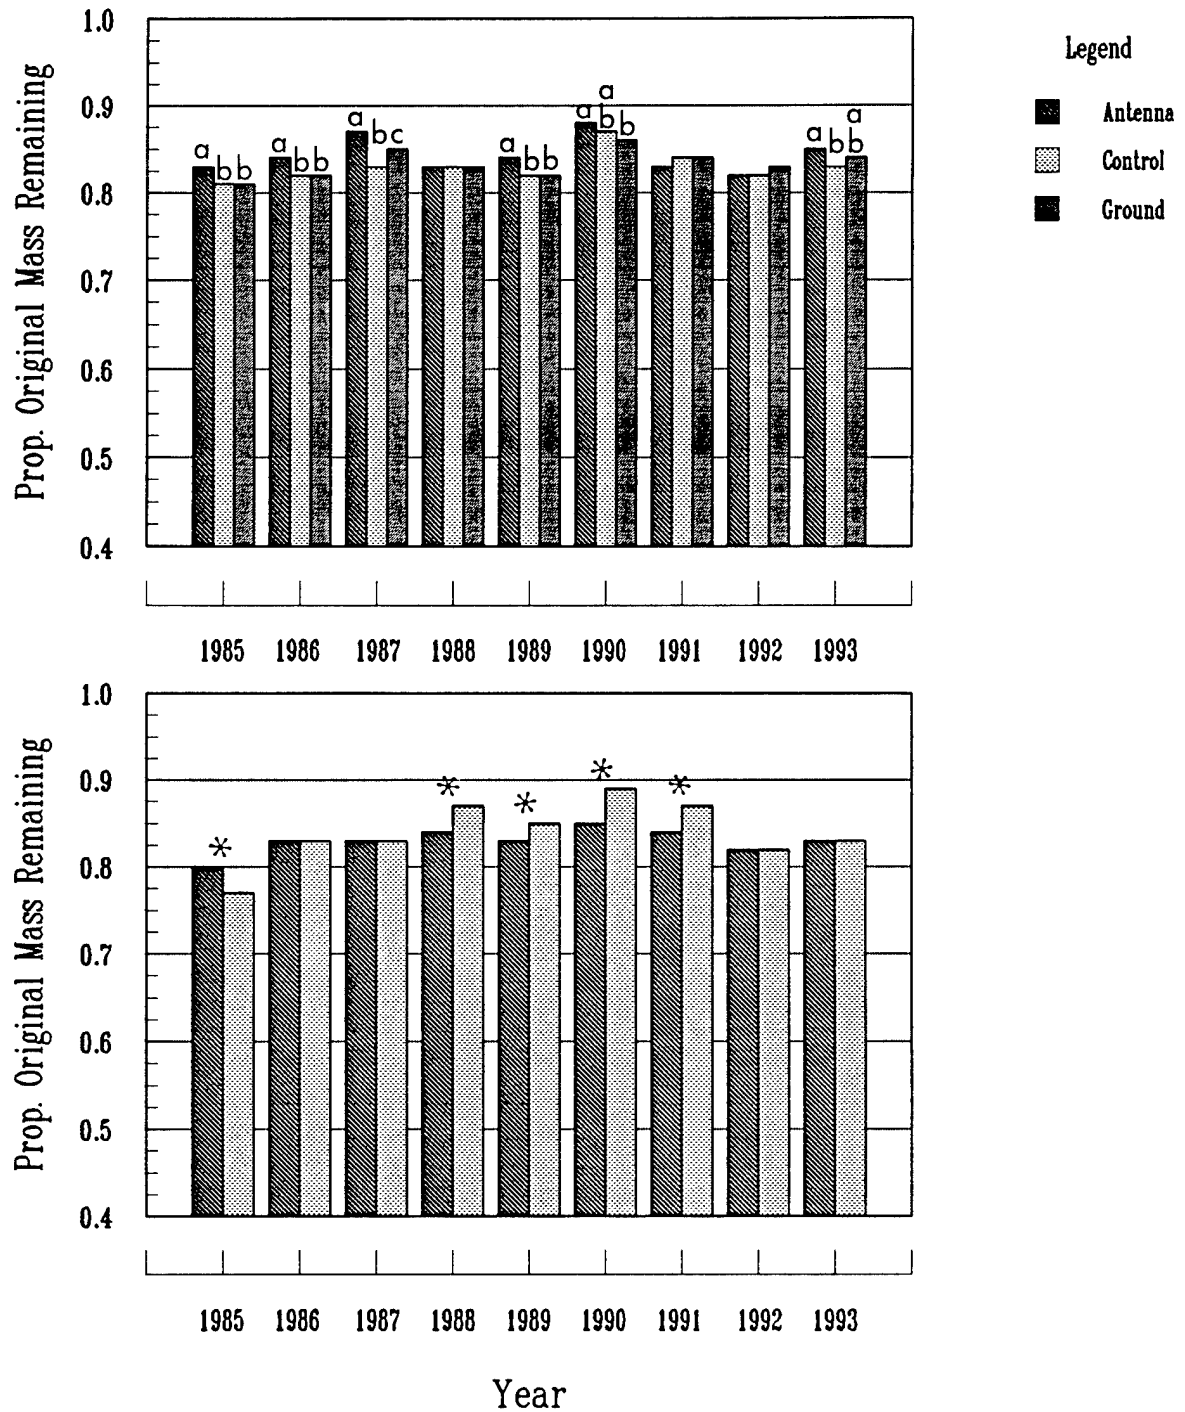 Prop. Original Mass Remaining
1.0
0.9
0.8
0.7
0.6
0.5
0.4
a b b
a b b
a b c
a b b
a a b b
a b a b
1985 1986 1987 1988 1989 1990 1991 1992 1993
Legend
Antenna
Control
Ground
Prop. Original Mass Remaining
1.0
0.9
0.8
0.7
0.6
0.5
0.4
* * * * *
1985 1986 1987 1988 1989 1990 1991 1992 1993
Year